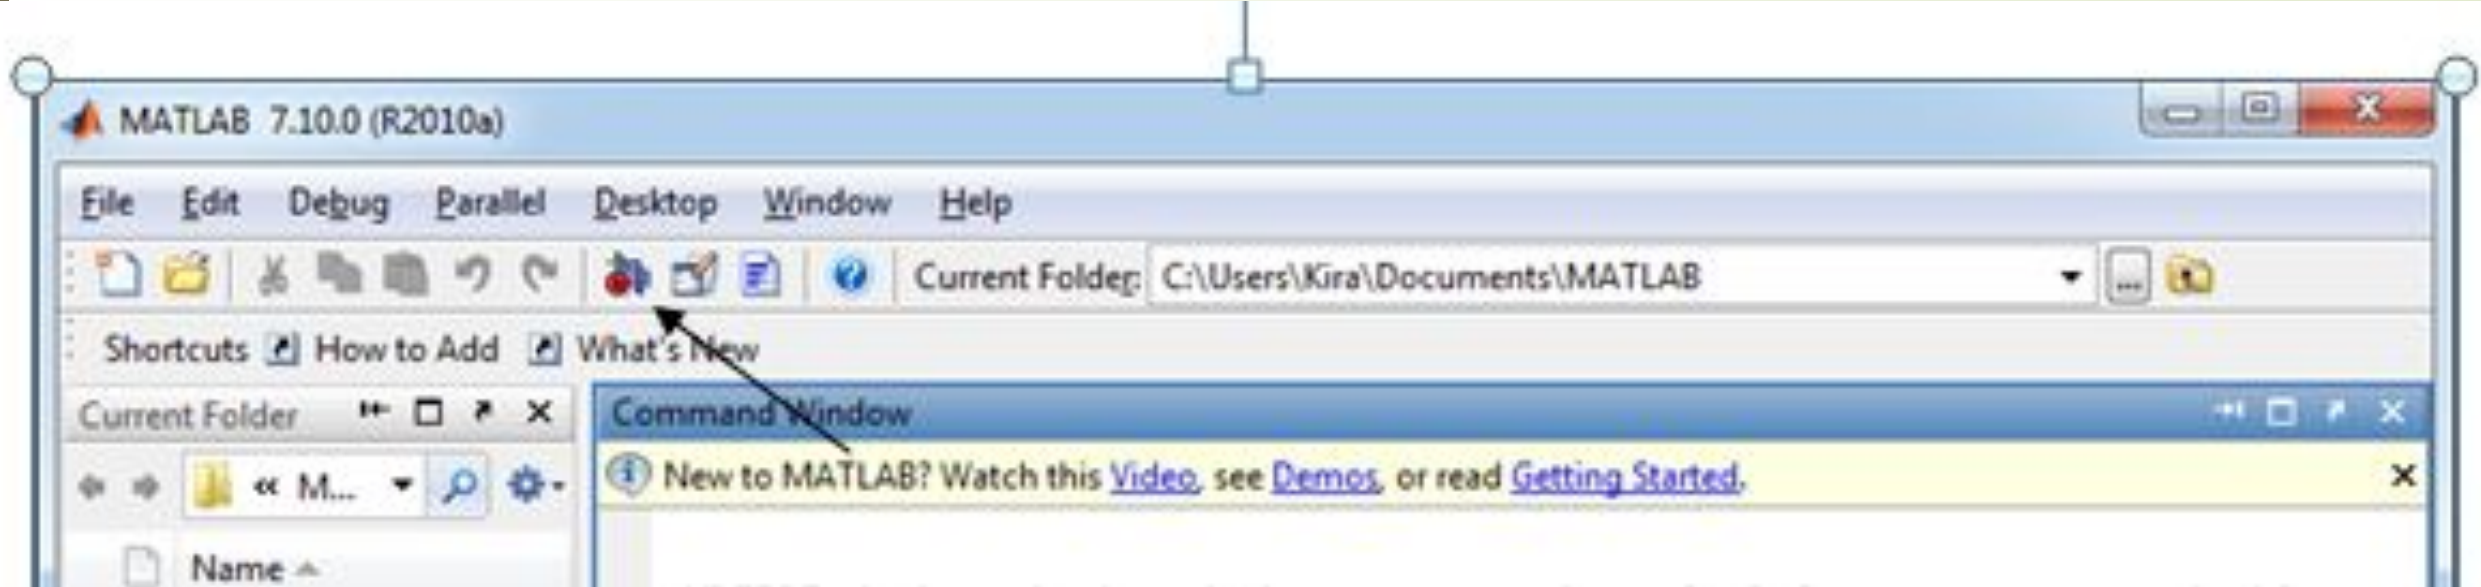 MATLAB 7.10.0 (R2010a)
File Edit Debug Parallel Desktop Window Help
Current Folder: C:\Users\Kira\Documents\MATLAB ...
Shortcuts How to Add What's New
Current Folder
« M...
Name
Command Window
New to MATLAB? Watch this Video, see Demos, or read Getting Started.